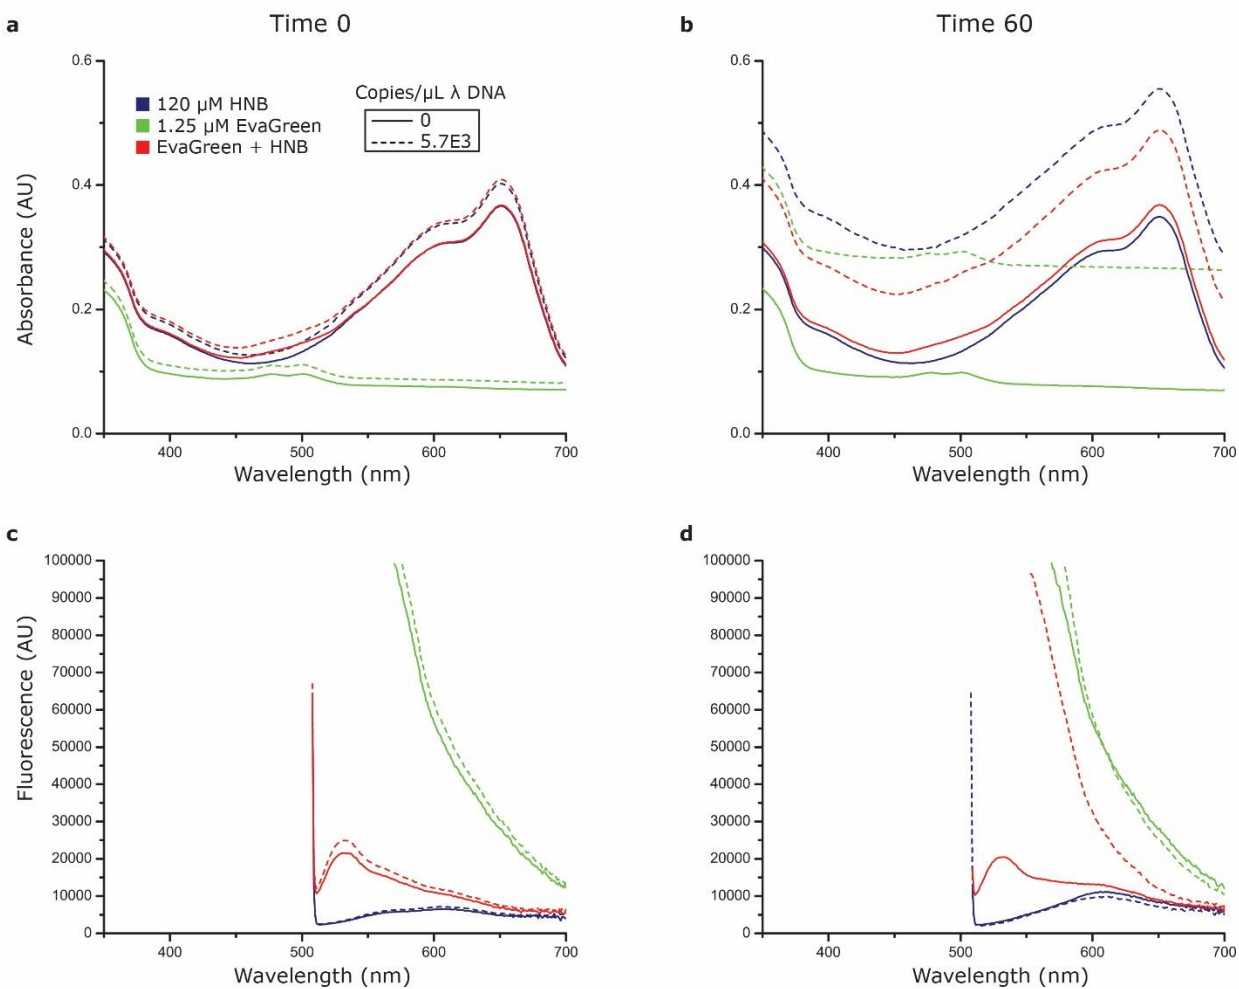 a
Time 0
b
Time 60
0.6
0.4
0.2
0.0
Absorbance (AU)
120 µM HNB
1.25 µM EvaGreen
EvaGreen + HNB
Copies/µL λ DNA
0
5.7E3
400
500
600
700
Wavelength (nm)
0.6
0.4
0.2
0.0
400
500
600
700
Wavelength (nm)
c
100000
90000
80000
70000
60000
50000
40000
30000
20000
10000
0
Fluorescence (AU)
400
500
600
700
Wavelength (nm)
d
100000
90000
80000
70000
60000
50000
40000
30000
20000
10000
0
400
500
600
700
Wavelength (nm)